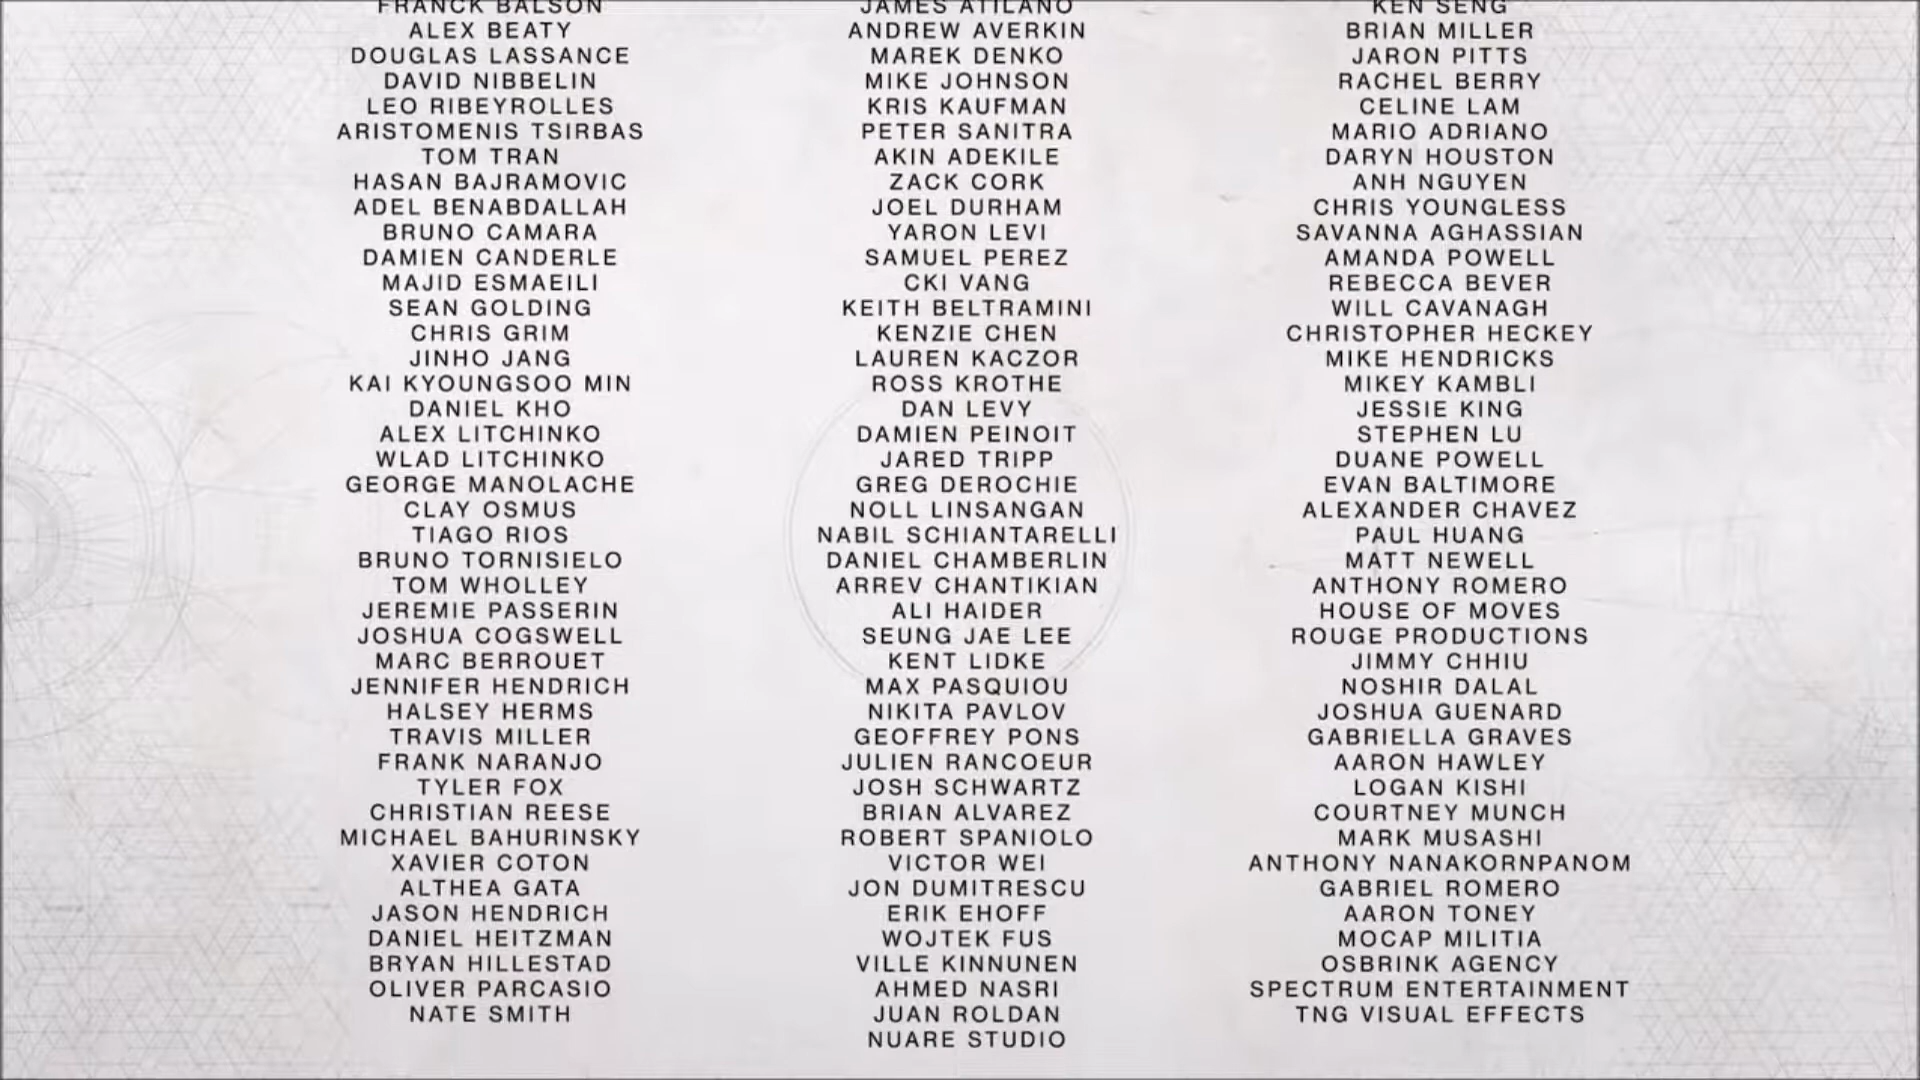 FRANCK BALSON
ALEX BEATY
DOUGLAS LASSANCE
DAVID NIBBELIN
LEO RIBEYROLLES
ARISTOMENIS TSIRBAS
TOM TRAN
HASAN BAJRAMOVIC
ADEL BENABDALLAH
BRUNO CAMARA
DAMIEN CANDERLE
MAJID ESMAEILI
SEAN GOLDING
CHRIS GRIM
JINHO JANG
KAI KYOUNGSOO MIN
DANIEL KHO
ALEX LITCHINKO
WLAD LITCHINKO
GEORGE MANOLACHE
CLAY OSMUS
TIAGO RIOS
BRUNO TORNISIELO
TOM WHOLLEY
JEREMIE PASSERIN
JOSHUA COGSWELL
MARC BERROUET
JENNIFER HENDRICH
HALSEY HERMS
TRAVIS MILLER
FRANK NARANJO
TYLER FOX
CHRISTIAN REESE
MICHAEL BAHURINSKY
XAVIER COTON
ALTHEA GATA
JASON HENDRICH
DANIEL HEITZMAN
BRYAN HILLESTAD
OLIVER PARCASIO
NATE SMITH
JAMES ATILANO
ANDREW AVERKIN
MAREK DENKO
MIKE JOHNSON
KRIS KAUFMAN
PETER SANITRA
AKIN ADEKILE
ZACK CORK
JOEL DURHAM
YARON LEVI
SAMUEL PEREZ
CKI VANG
KEITH BELTRAMINI
KENZIE CHEN
LAUREN KACZOR
ROSS KROTHE
DAN LEVY
DAMIEN PEINOIT
JARED TRIPP
GREG DEROCHIE
NOLL LINSANGAN
NABIL SCHIANTARELLI
DANIEL CHAMBERLIN
ARREV CHANTIKIAN
ALI HAIDER
SEUNG JAE LEE
KENT LIDKE
MAX PASQUIOU
NIKITA PAVLOV
GEOFFREY PONS
JULIEN RANCOEUR
JOSH SCHWARTZ
BRIAN ALVAREZ
ROBERT SPANIOLO
VICTOR WEI
JON DUMITRESCU
ERIK EHOFF
WOJTEK FUS
VILLE KINNUNEN
AHMED NASRI
JUAN ROLDAN
NUARE STUDIO
KEN SENG
BRIAN MILLER
JARON PITTS
RACHEL BERRY
CELINE LAM
MARIO ADRIANO
DARYN HOUSTON
ANH NGUYEN
CHRIS YOUNGLESS
SAVANNA AGHASSIAN
AMANDA POWELL
REBECCA BEVER
WILL CAVANAGH
CHRISTOPHER HECKEY
MIKE HENDRICKS
MIKEY KAMBLI
JESSIE KING
STEPHEN LU
DUANE POWELL
EVAN BALTIMORE
ALEXANDER CHAVEZ
PAUL HUANG
MATT NEWELL
ANTHONY ROMERO
HOUSE OF MOVES
ROUGE PRODUCTIONS
JIMMY CHHIU
NOSHIR DALAL
JOSHUA GUENARD
GABRIELLA GRAVES
AARON HAWLEY
LOGAN KISHI
COURTNEY MUNCH
MARK MUSASHI
ANTHONY NANAKORNPANOM
GABRIEL ROMERO
AARON TONEY
MOCAP MILITIA
OSBRINK AGENCY
SPECTRUM ENTERTAINMENT
TNG VISUAL EFFECTS